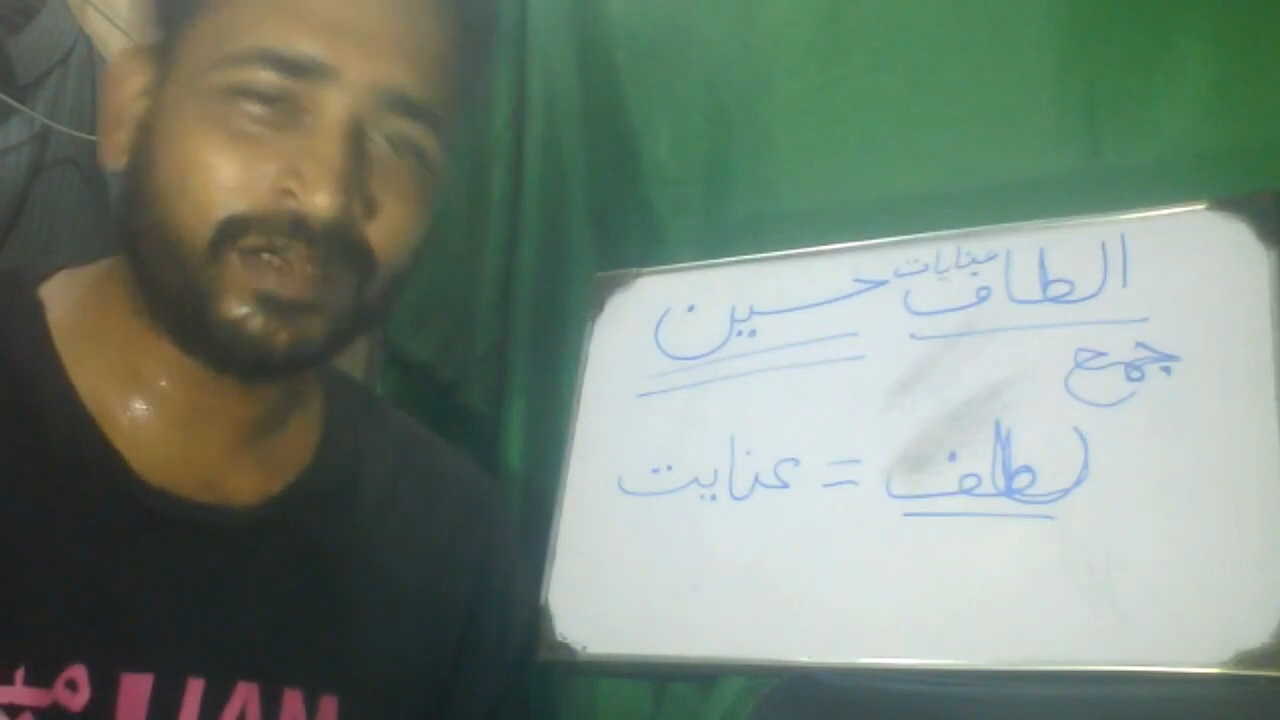 الطاف حسین
عنایات
جمع
لطف = عنایت